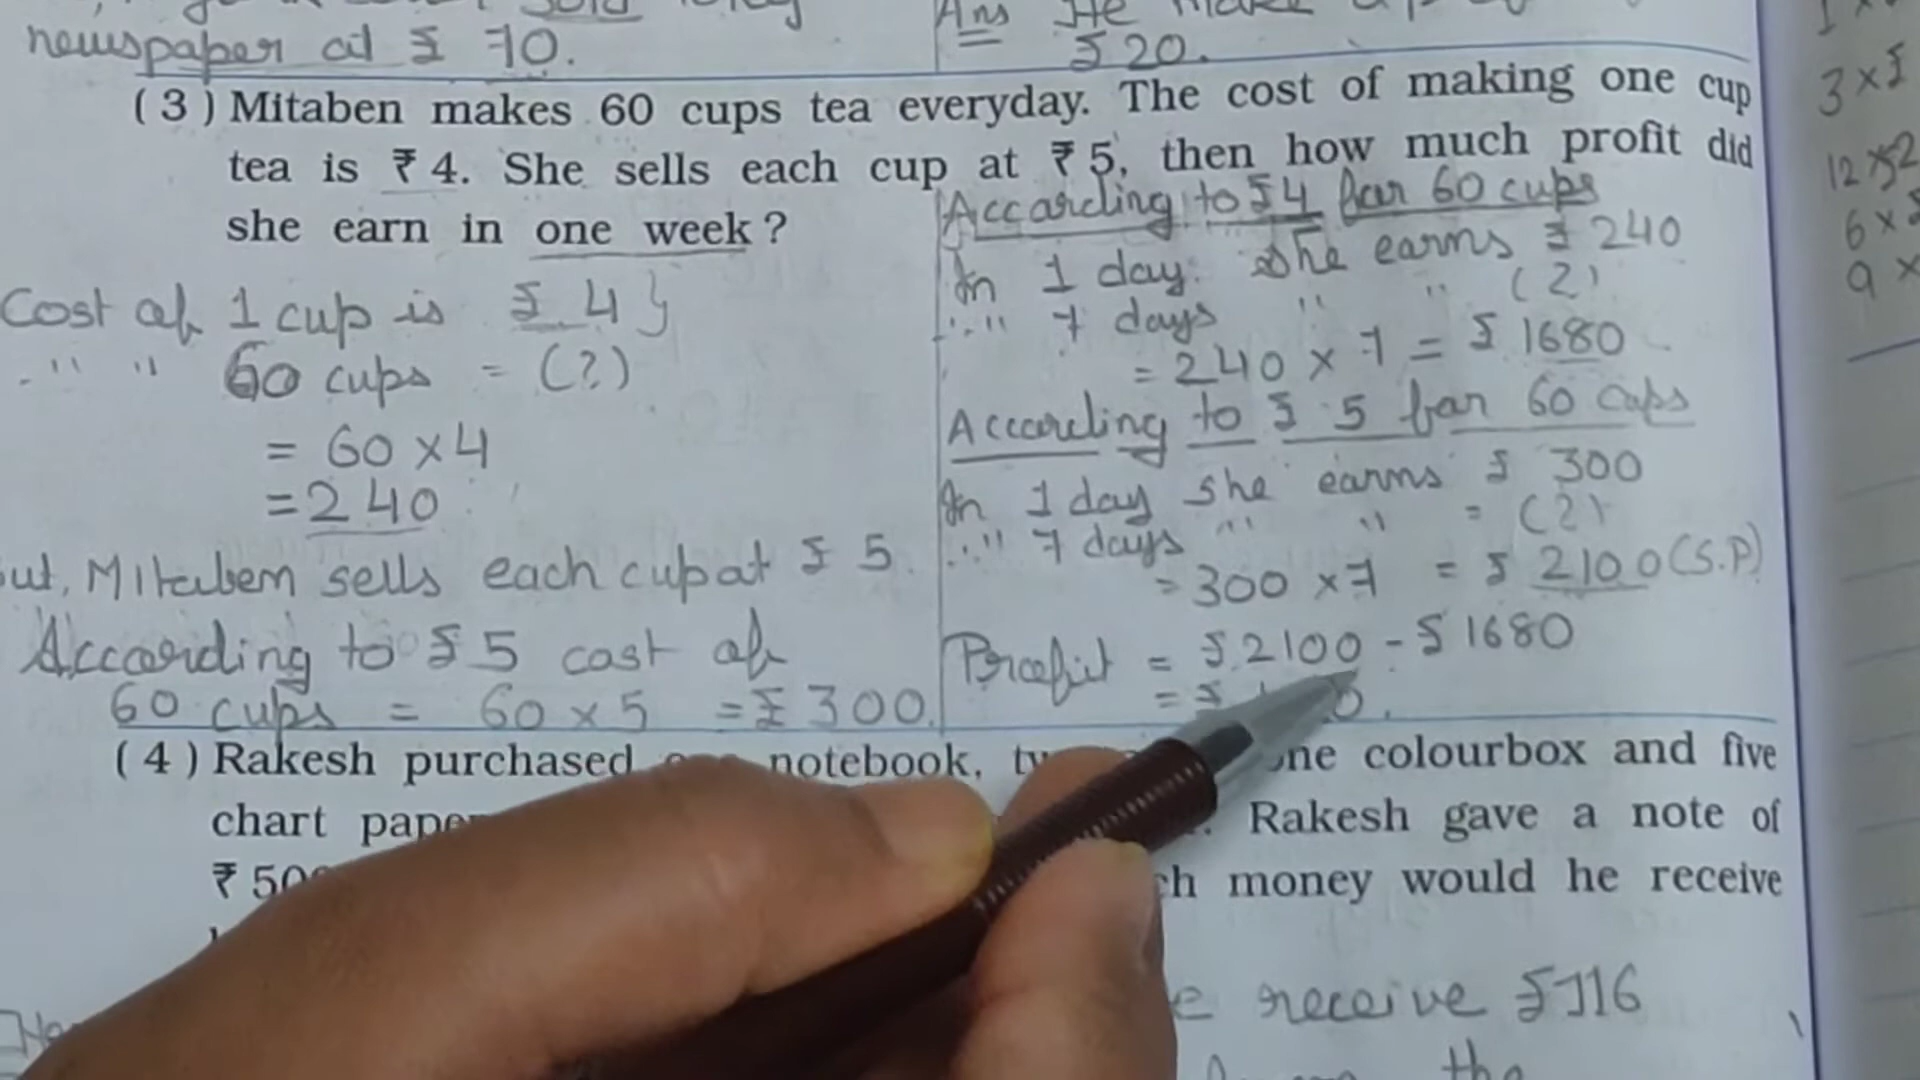 newspaper at ₹ 70.
Ans He make
₹ 20.
(3) Mitaben makes 60 cups tea everyday. The cost of making one cup
tea is ₹ 4. She sells each cup at ₹ 5, then how much profit did
she earn in one week?
Cost of 1 cup is ₹ 4}
" " 60 cups = (?)
= 60 × 4
= 240
But, Mitaben sells each cup at ₹ 5.
According to ₹ 5 cost of
60 cups = 60 × 5 = ₹ 300.
According to ₹ 4 for 60 cups
In 1 day she earns ₹ 240
" 7 days " " (?)
= 240 × 7 = ₹ 1680
According to ₹ 5 for 60 cups
In 1 day she earns ₹ 300
" 7 days " " = (?)
= 300 × 7 = ₹ 2100 (S.P)
Profit = ₹ 2100 - ₹ 1680
= ₹
(4) Rakesh purchased notebook, one colourbox and five
chart Rakesh gave a note of
₹ money would he receive
receive ₹ 116
the
3 ×
12 ×
6 ×
9 ×